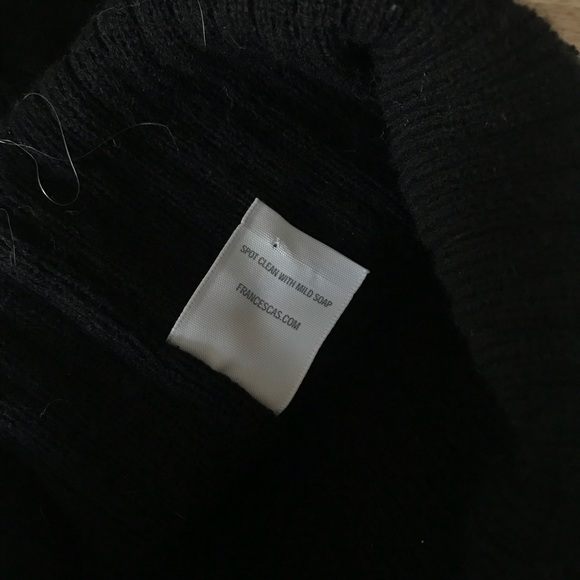 SPOT CLEAN WITH MILD SOAP
FRANCESCAS.COM